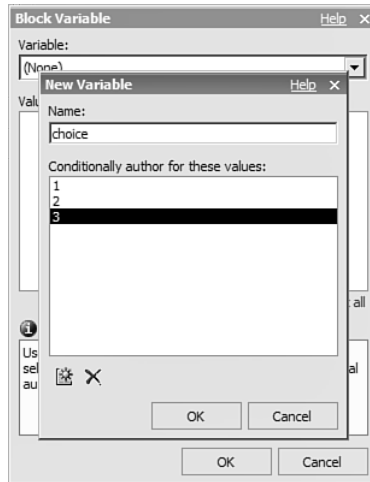 Block Variable Help
Variable:
(None)
New Variable Help
Name:
choice
Conditionally author for these values:
1
2
3
all
Us
sel al
au
OK Cancel
OK Cancel